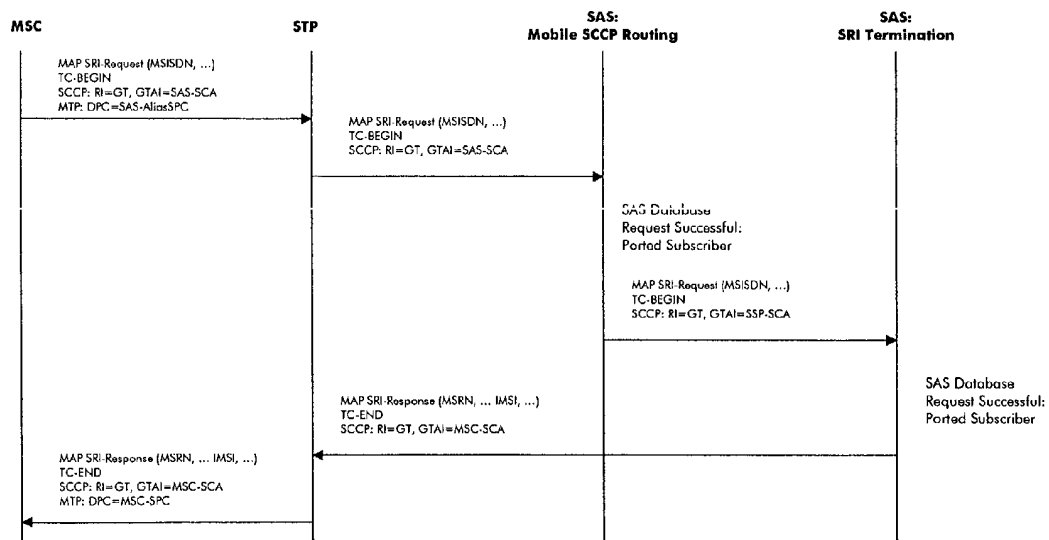 MSC
STP
SAS:
Mobile SCCP Routing
SAS:
SRI Termination
MAP SRI-Request (MSISDN, ...)
TC-BEGIN
SCCP: RI=GT, GTAI=SAS-SCA
MTP: DPC=SAS-AliasSPC
MAP SRI-Request (MSISDN, ...)
TC-BEGIN
SCCP: RI=GT, GTAI=SAS-SCA
SAS Database
Request Successful:
Ported Subscriber
MAP SRI-Request (MSISDN, ...)
TC-BEGIN
SCCP: RI=GT, GTAI=SSP-SCA
SAS Database
Request Successful:
Ported Subscriber
MAP SRI-Response (MSRN, ... IMSI, ...)
TC-END
SCCP: RI=GT, GTAI=MSC-SCA
MAP SRI-Response (MSRN, ... IMSI, ...)
TC-END
SCCP: RI=GT, GTAI=MSC-SCA
MTP: DPC=MSC-SPC